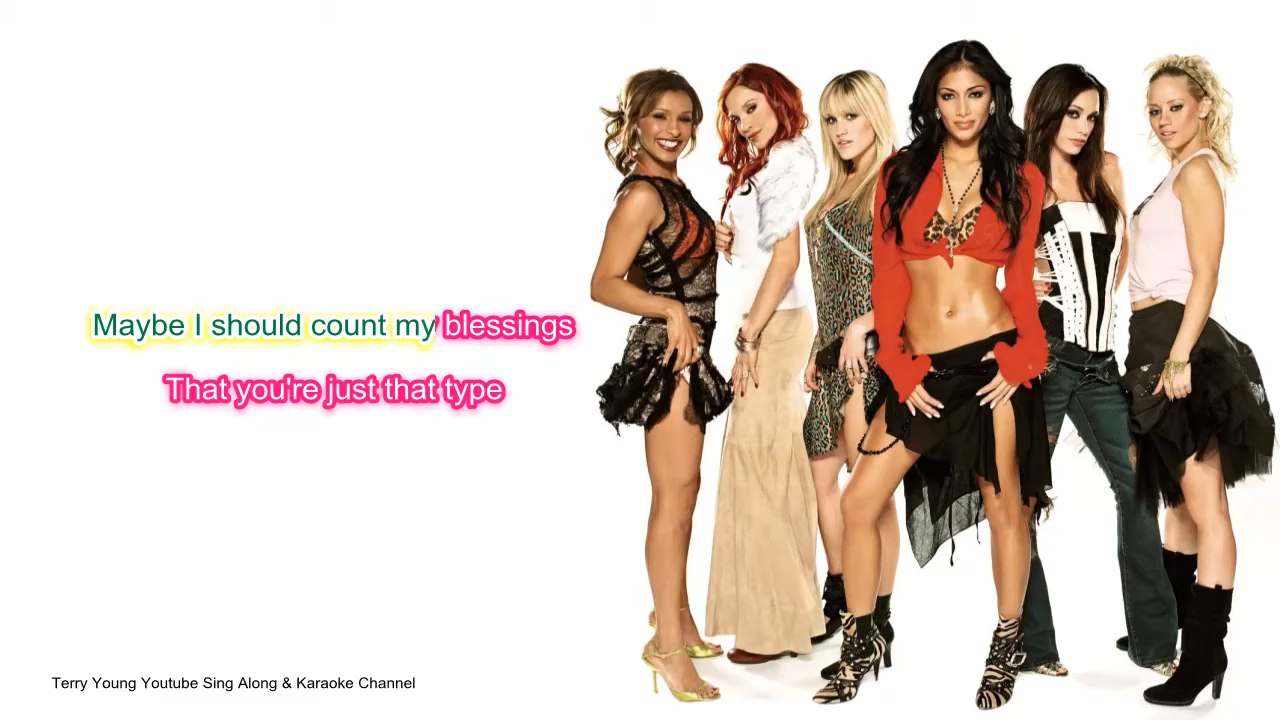 Maybe I should count my blessings
That you're just that type
Terry Young Youtube Sing Along & Karaoke Channel